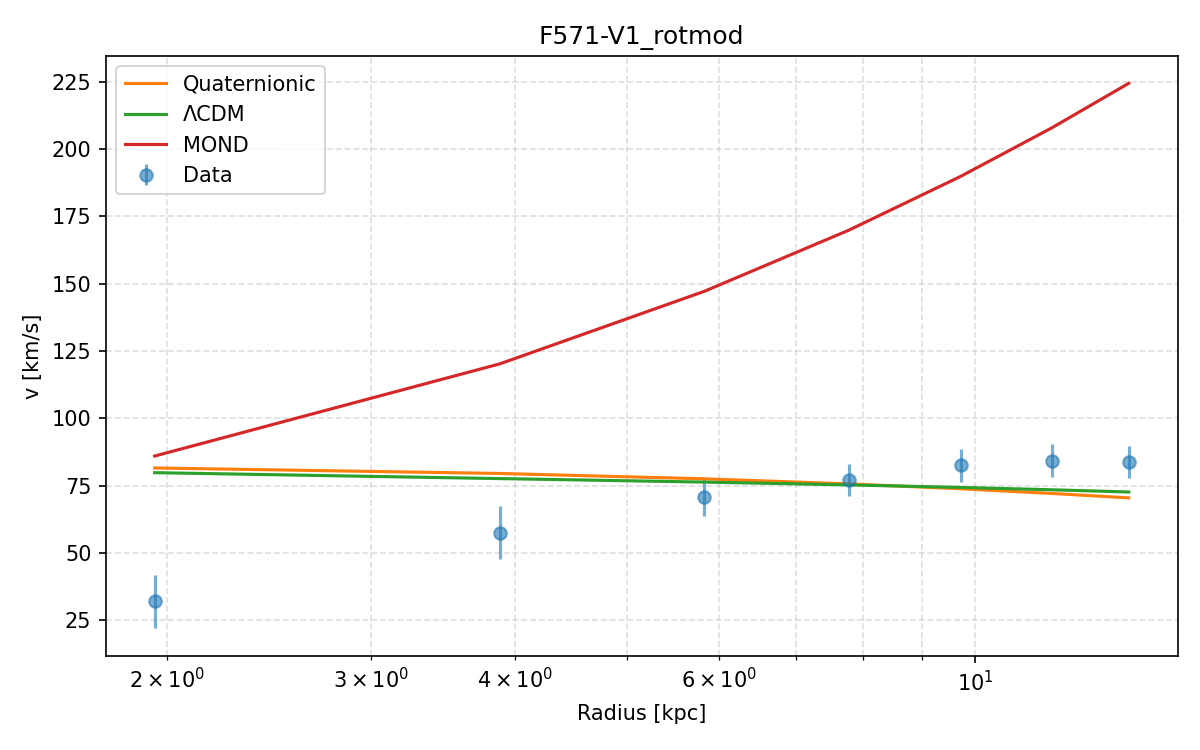 F571-V1_rotmod
Quaternionic
ΛCDM
MOND
Data
225
200
175
150
125
100
75
50
25
v [km/s]
2 × 10⁰
3 × 10⁰
4 × 10⁰
6 × 10⁰
10¹
Radius [kpc]